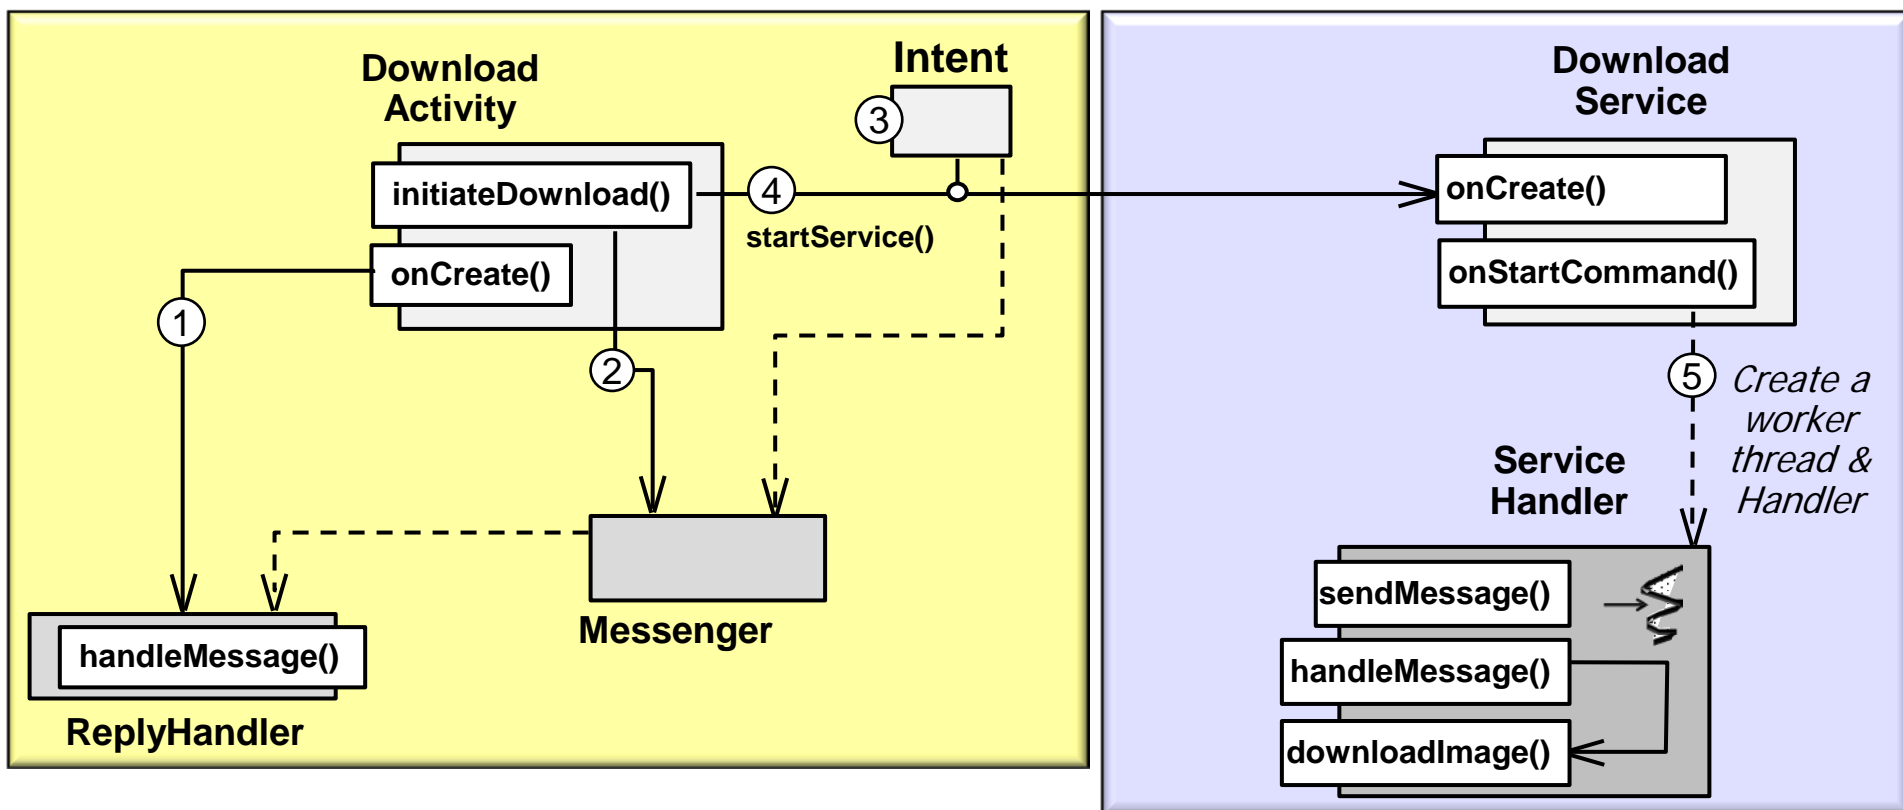 Download
Activity
Intent
3
initiateDownload()
4
startService()
onCreate()
1
2
Messenger
handleMessage()
ReplyHandler
Download
Service
onCreate()
onStartCommand()
5
Create a
worker
thread &
Handler
Service
Handler
sendMessage()
handleMessage()
downloadImage()